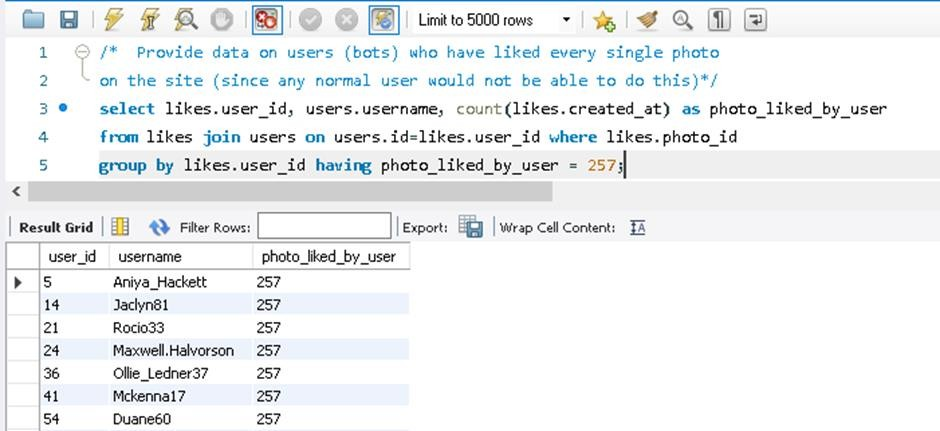 Limit to 5000 rows
1 /* Provide data on users (bots) who have liked every single photo
2 on the site (since any normal user would not be able to do this)*/
3 select likes.user_id, users.username, count(likes.created_at) as photo_liked_by_user
4 from likes join users on users.id=likes.user_id where likes.photo_id
5 group by likes.user_id having photo_liked_by_user = 257;
Result Grid Filter Rows: Export: Wrap Cell Content:
user_id username photo_liked_by_user
5 Aniya_Hackett 257
14 Jaclyn81 257
21 Rocio33 257
24 Maxwell.Halvorson 257
36 Ollie_Ledner37 257
41 Mckenna17 257
54 Duane60 257